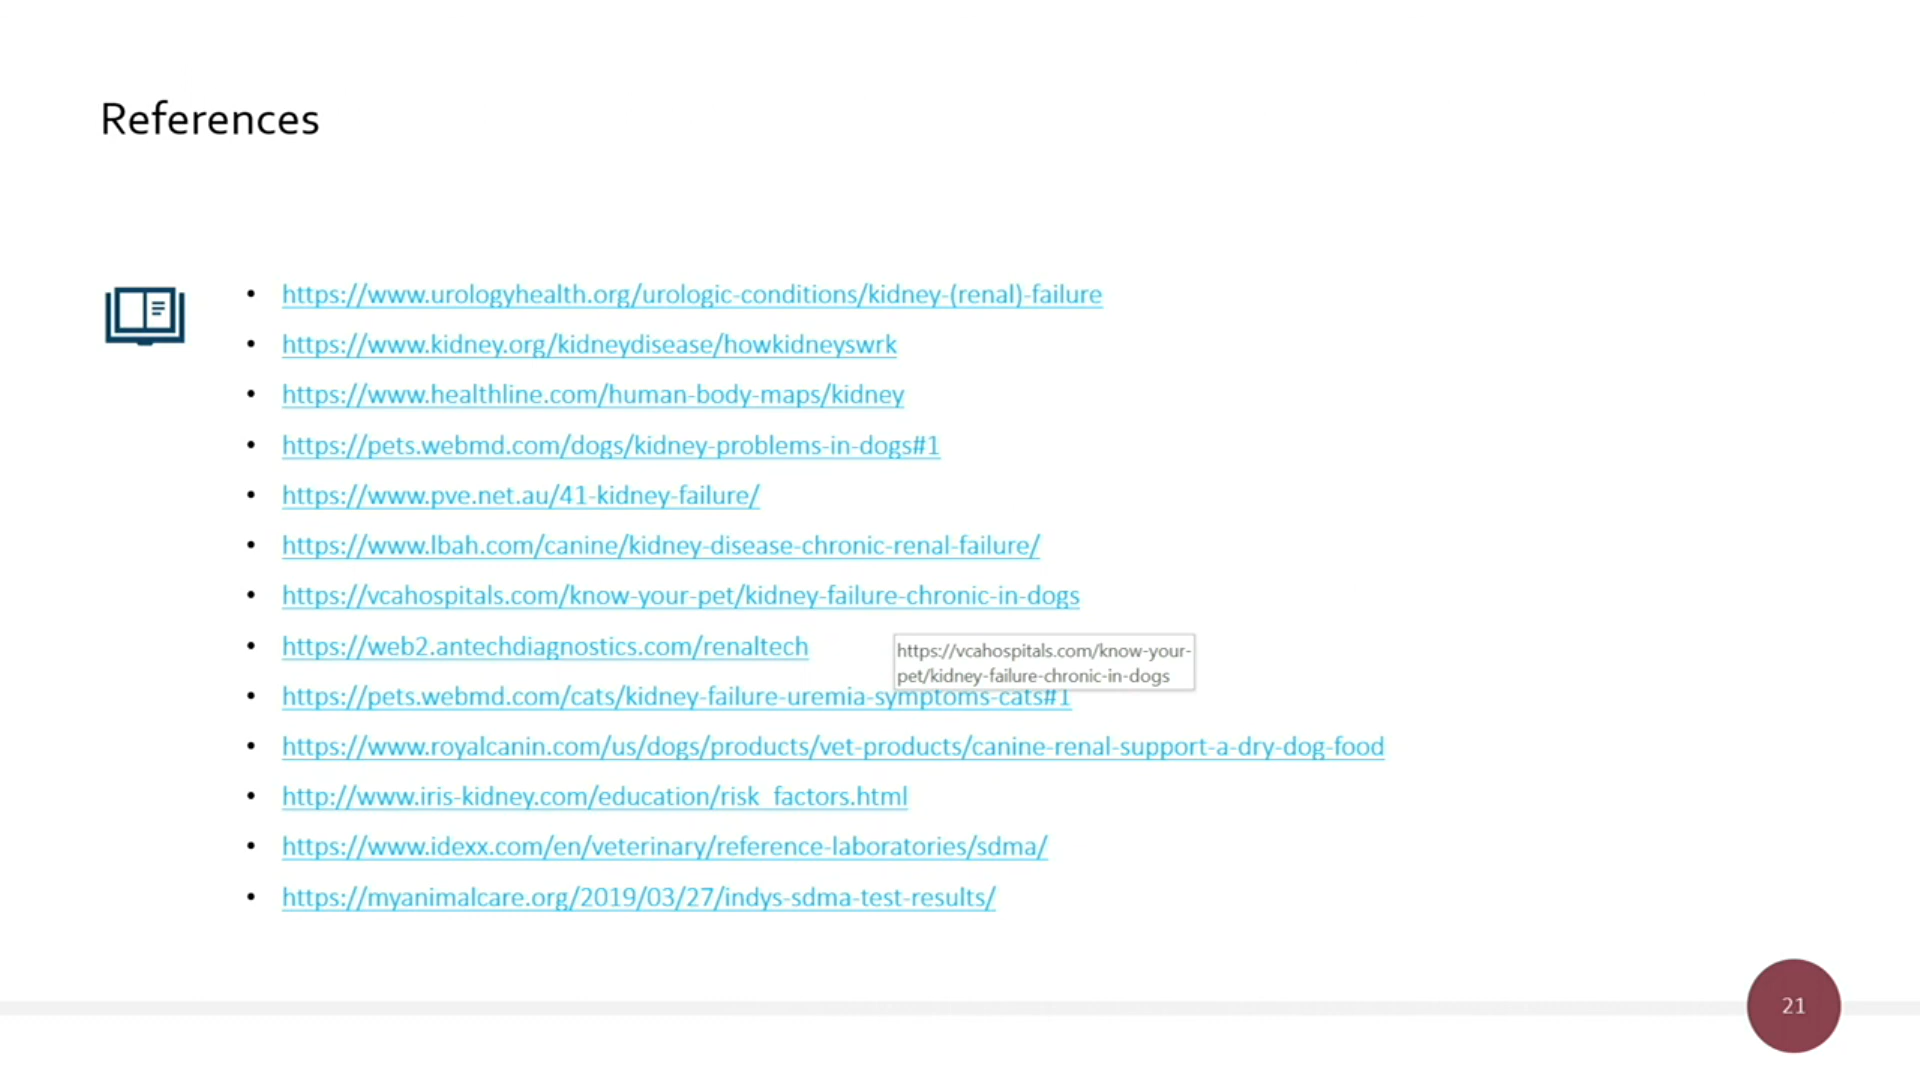 References
• https://www.urologyhealth.org/urologic-conditions/kidney-(renal)-failure
• https://www.kidney.org/kidneydisease/howkidneyswrk
• https://www.healthline.com/human-body-maps/kidney
• https://pets.webmd.com/dogs/kidney-problems-in-dogs#1
• https://www.pve.net.au/41-kidney-failure/
• https://www.lbah.com/canine/kidney-disease-chronic-renal-failure/
• https://vcahospitals.com/know-your-pet/kidney-failure-chronic-in-dogs
• https://web2.antechdiagnostics.com/renaltech
https://vcahospitals.com/know-your-
pet/kidney-failure-chronic-in-dogs
• https://pets.webmd.com/cats/kidney-failure-uremia-symptoms-cats#1
• https://www.royalcanin.com/us/dogs/products/vet-products/canine-renal-support-a-dry-dog-food
• http://www.iris-kidney.com/education/risk_factors.html
• https://www.idexx.com/en/veterinary/reference-laboratories/sdma/
• https://myanimalcare.org/2019/03/27/indys-sdma-test-results/
21